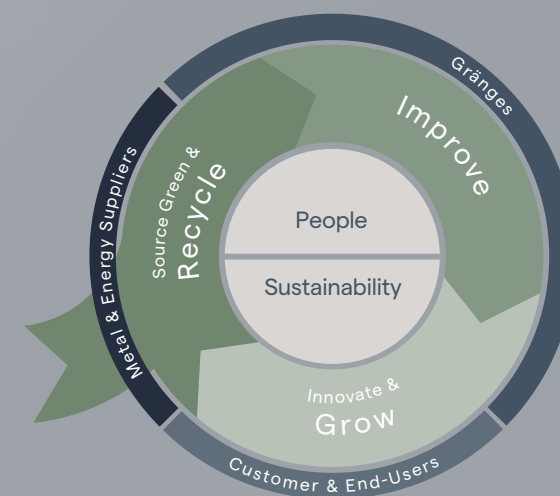 Gränges
Improve
Metal & Energy Suppliers
Source Green &
Recycle
People
Sustainability
Innovate &
Grow
Customer & End-Users